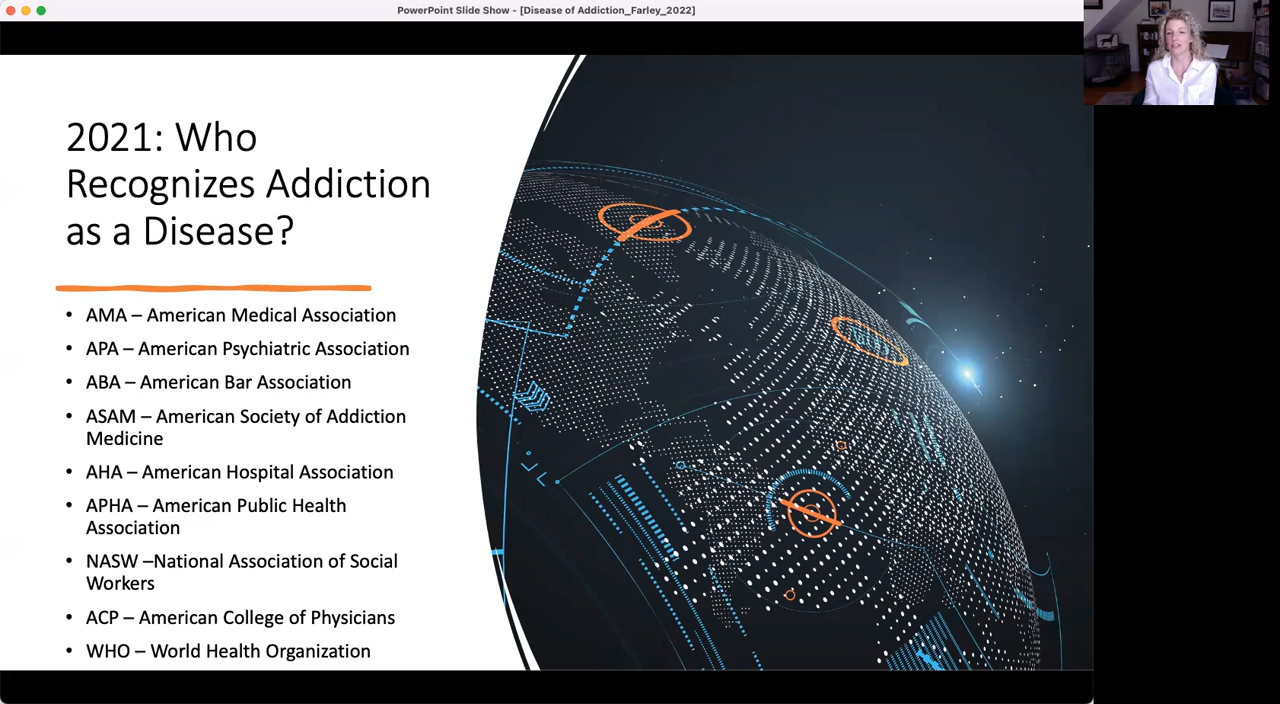 PowerPoint Slide Show - [Disease of Addiction_Farley_2022]
2021: Who
Recognizes Addiction
as a Disease?
• AMA – American Medical Association
• APA – American Psychiatric Association
• ABA – American Bar Association
• ASAM – American Society of Addiction
Medicine
• AHA – American Hospital Association
• APHA – American Public Health
Association
• NASW –National Association of Social
Workers
• ACP – American College of Physicians
• WHO – World Health Organization